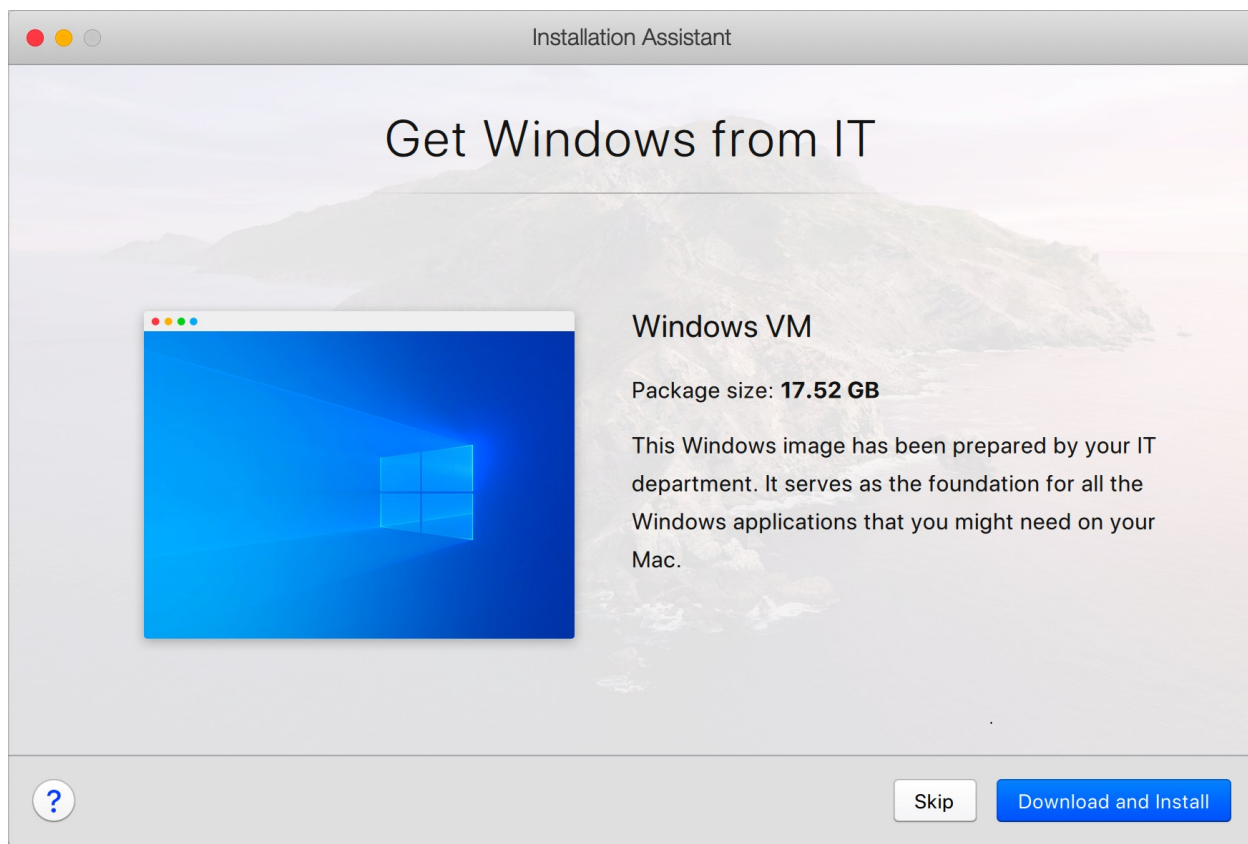 Installation Assistant
Get Windows from IT
Windows VM
Package size: 17.52 GB
This Windows image has been prepared by your IT
department. It serves as the foundation for all the
Windows applications that you might need on your
Mac.
?
Skip
Download and Install